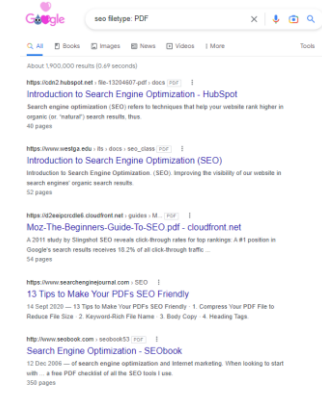 Google
seo filetype: PDF
All Books Images News Videos More Tools
About 1,900,000 results (0.69 seconds)
https://cdn2.hubspot.net › file-13204607-pdf › docs PDF
Introduction to Search Engine Optimization - HubSpot
Search engine optimization (SEO) refers to techniques that help your website rank higher in
organic (or, "natural") search results, thus.
40 pages
https://www.westga.edu › its › docs › seo_class PDF
Introduction to Search Engine Optimization (SEO)
Introduction to Search Engine Optimization. (SEO). Improving the visibility of our website in
search engines' organic search results.
52 pages
cloudfront.net › guides › M... PDF
Moz-The-Beginners-Guide-To-SEO.pdf - cloudfront.net
A 2011 study by Slingshot SEO reveals click-through rates for top rankings: A #1 position in
Google's search results receives 18.2% of all click-through traffic ...
54 pages
https://www.searchenginejournal.com › SEO
13 Tips to Make Your PDFs SEO Friendly
14 Sept 2020 — 13 Tips to Make Your PDFs SEO Friendly · 1. Compress Your PDF File to
Reduce File Size · 2. Keyword-Rich File Name · 3. Body Copy · 4. Heading Tags.
http://www.seobook.com › seobook53 PDF
Search Engine Optimization - SEObook
12 Dec 2006 — of search engine optimization and Internet marketing. When looking to start
with ... a free PDF checklist of all the SEO tools I use.
350 pages